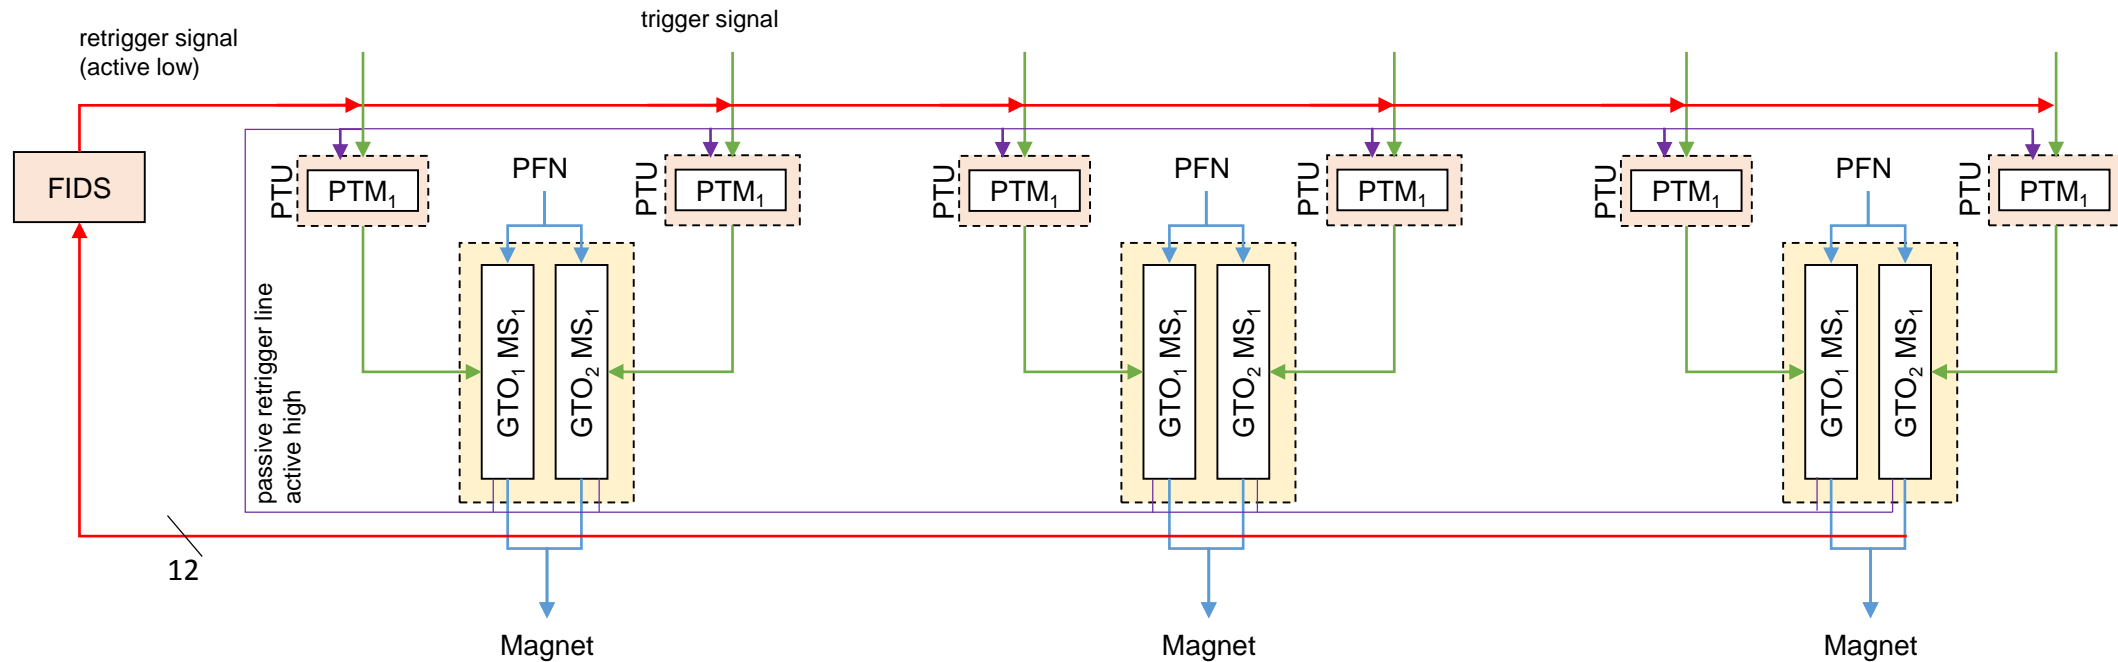 trigger signal
retrigger signal
(active low)
FIDS
PTU
PTM1
PFN
PTU
PTM1
PTU
PTM1
PFN
PTU
PTM1
PTU
PTM1
PFN
PTU
PTM1
passive retrigger line
active high
GTO1 MS1
GTO2 MS1
GTO1 MS1
GTO2 MS1
GTO1 MS1
GTO2 MS1
12
Magnet
Magnet
Magnet